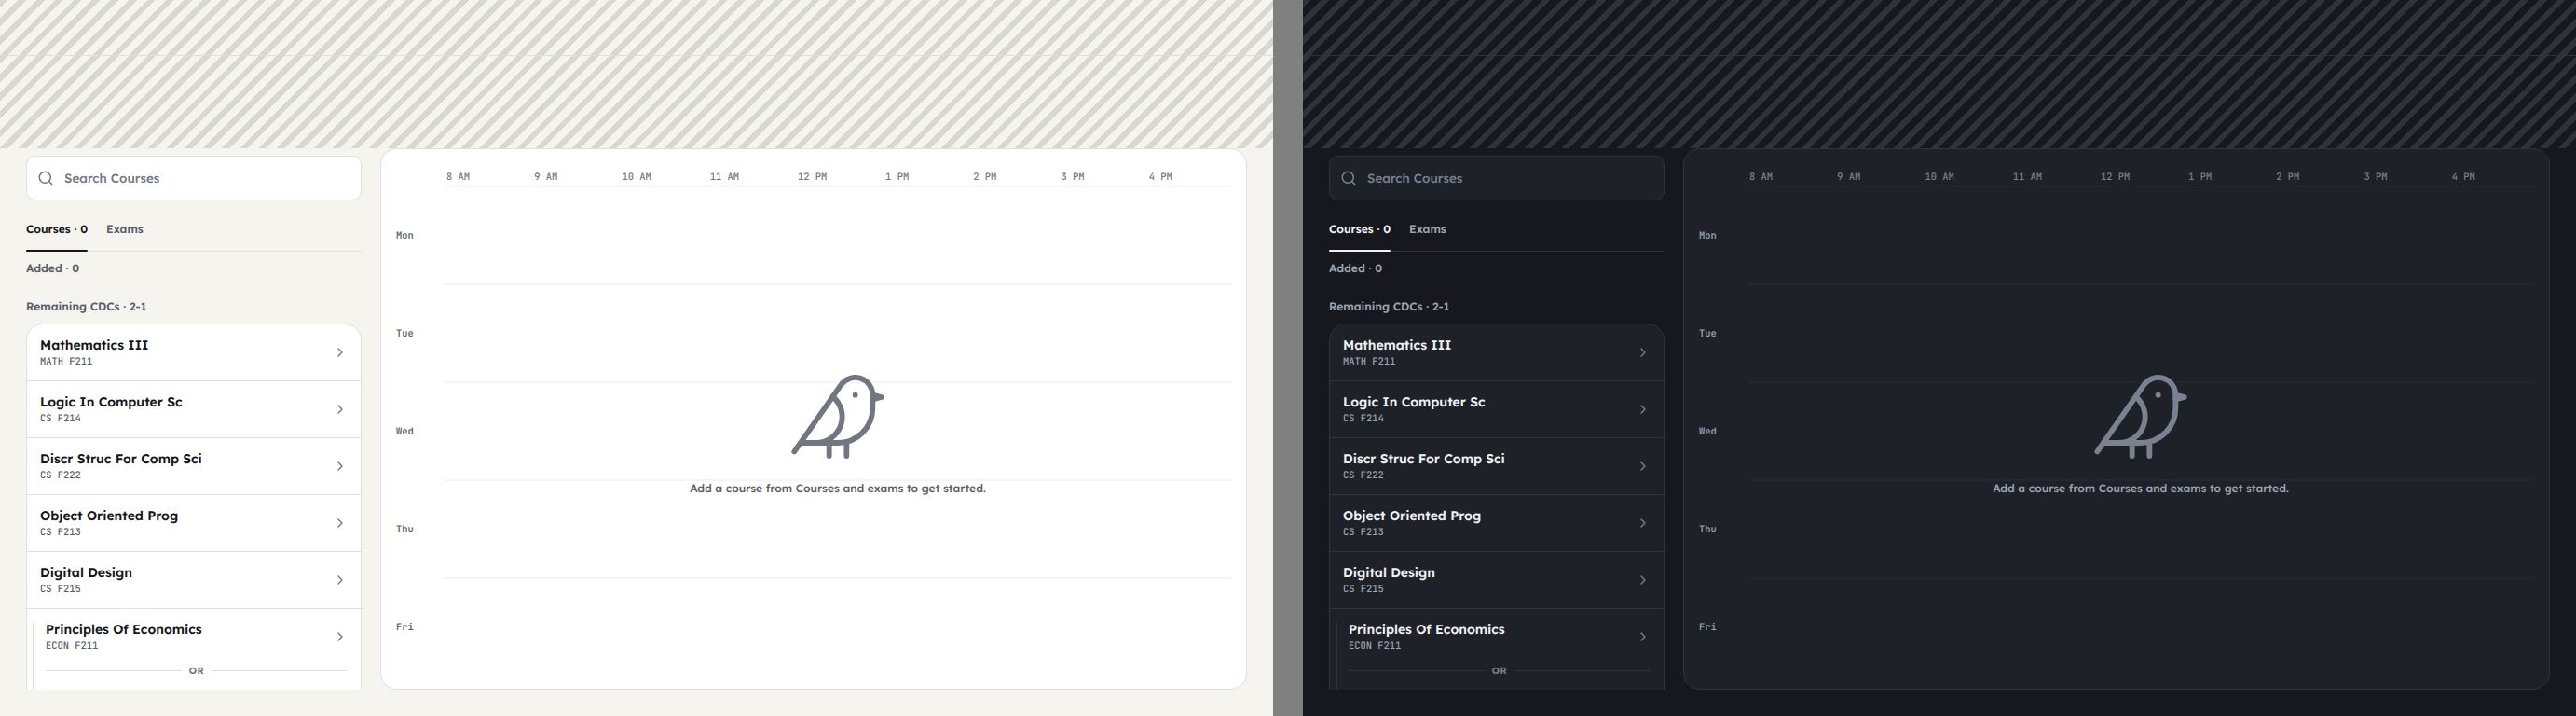 Search Courses
Courses · 0 Exams
Added · 0
Remaining CDCs · 2-1
Mathematics III
MATH F211
Logic In Computer Sc
CS F214
Discr Struc For Comp Sci
CS F222
Object Oriented Prog
CS F213
Digital Design
CS F215
Principles Of Economics
ECON F211
OR
8 AM 9 AM 10 AM 11 AM 12 PM 1 PM 2 PM 3 PM 4 PM
Mon
Tue
Wed
Add a course from Courses and exams to get started.
Thu
Fri
Search Courses
Courses · 0 Exams
Added · 0
Remaining CDCs · 2-1
Mathematics III
MATH F211
Logic In Computer Sc
CS F214
Discr Struc For Comp Sci
CS F222
Object Oriented Prog
CS F213
Digital Design
CS F215
Principles Of Economics
ECON F211
OR
8 AM 9 AM 10 AM 11 AM 12 PM 1 PM 2 PM 3 PM 4 PM
Mon
Tue
Wed
Add a course from Courses and exams to get started.
Thu
Fri